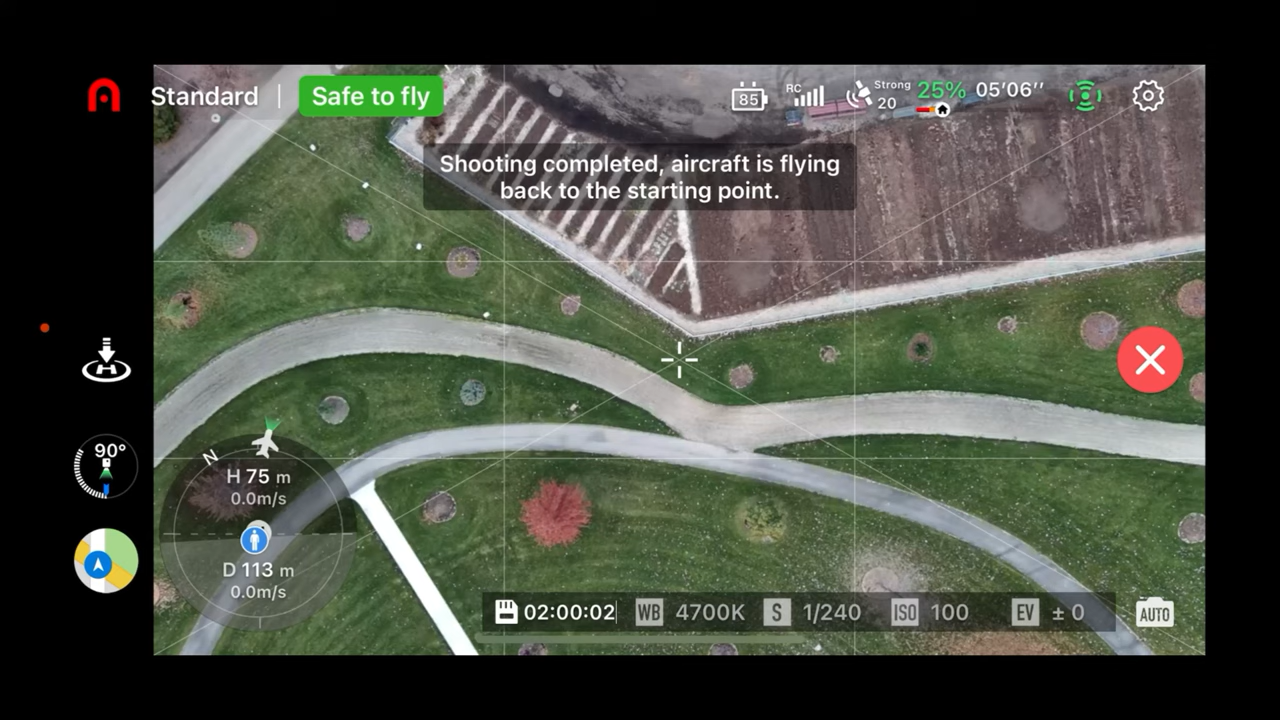 Standard | Safe to fly
85 RC Strong 20 25% 05'06''
Shooting completed, aircraft is flying
back to the starting point.
H
90°
N
H 75 m
0.0m/s
D 113 m
0.0m/s
02:00:02 WB 4700K S 1/240 ISO 100 EV ± 0 AUTO